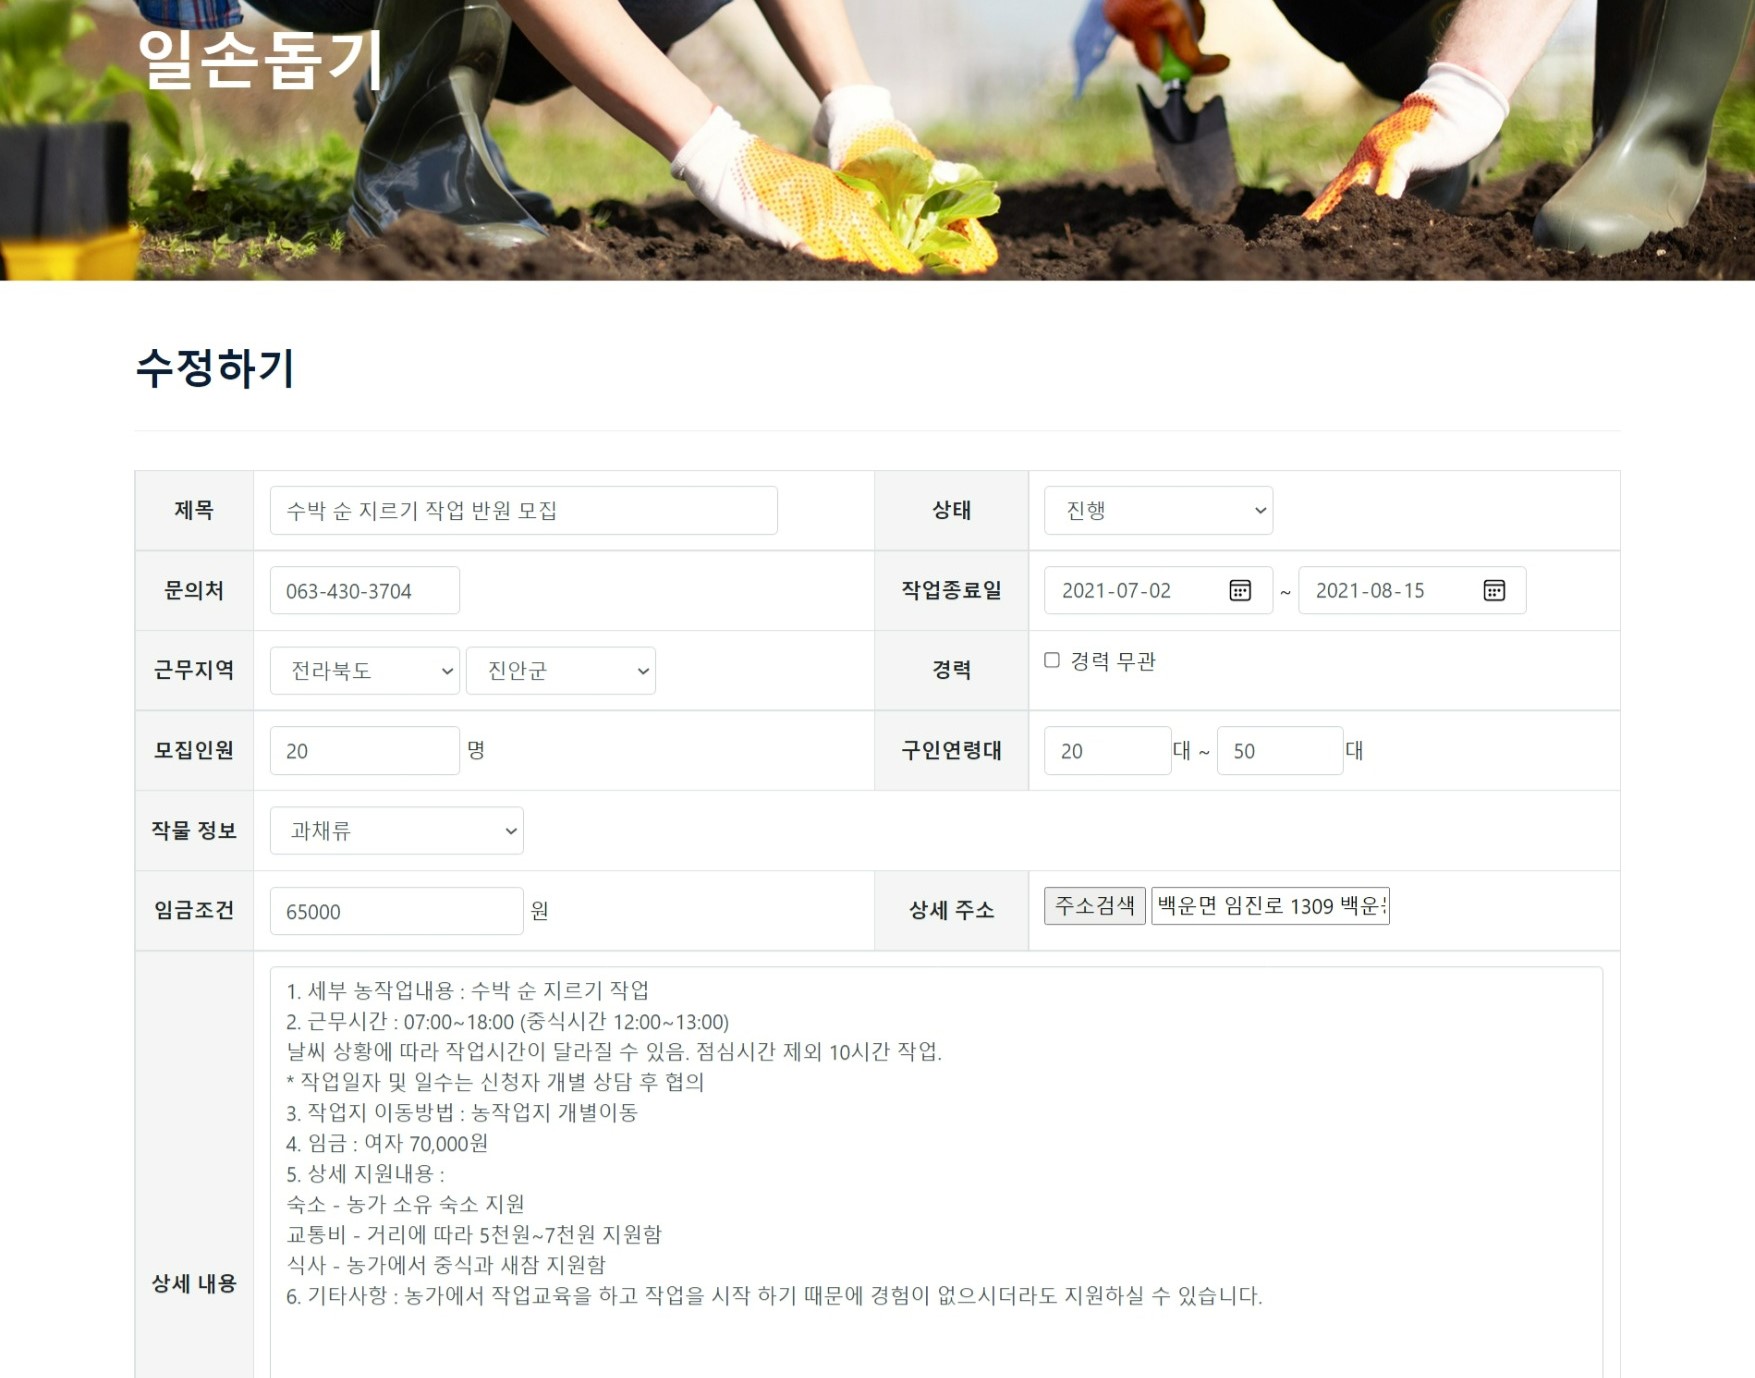 일손돕기
수정하기
제목 수박 순 지르기 작업 반원 모집 상태 진행
문의처 063-430-3704 작업종료일 2021-07-02 ~ 2021-08-15
근무지역 전라북도 진안군 경력 경력 무관
모집인원 20 명 구인연령대 20 대 ~ 50 대
작물 정보 과채류
임금조건 65000 원 상세 주소 주소검색 백운면 임진로 1309 백운
상세 내용
1. 세부 농작업내용 : 수박 순 지르기 작업
2. 근무시간 : 07:00~18:00 (중식시간 12:00~13:00)
날씨 상황에 따라 작업시간이 달라질 수 있음. 점심시간 제외 10시간 작업.
* 작업일자 및 일수는 신청자 개별 상담 후 협의
3. 작업지 이동방법 : 농작업지 개별이동
4. 임금 : 여자 70,000원
5. 상세 지원내용 :
숙소 - 농가 소유 숙소 지원
교통비 - 거리에 따라 5천원~7천원 지원함
식사 - 농가에서 중식과 새참 지원함
6. 기타사항 : 농가에서 작업교육을 하고 작업을 시작 하기 때문에 경험이 없으시더라도 지원하실 수 있습니다.